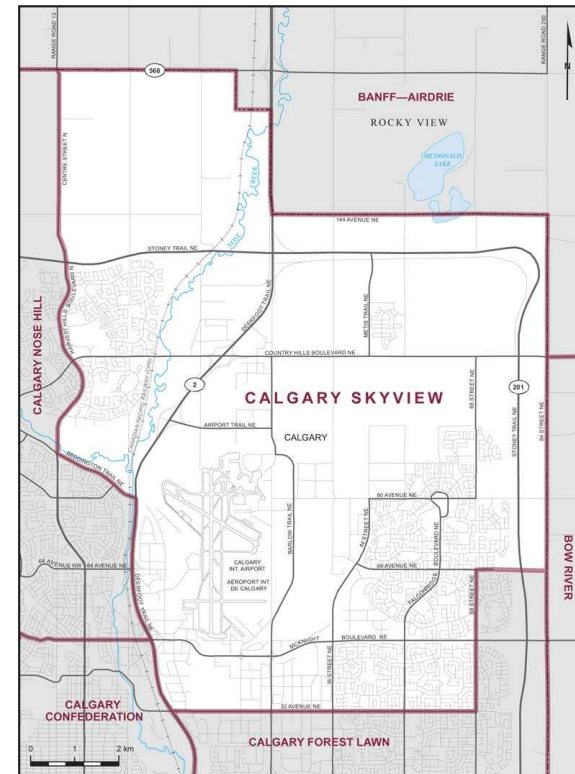 RANGE ROAD 13
RANGE ROAD 290
566
N
BANFF—AIRDRIE
ROCKY VIEW
MCDONALD
LAKE
CENTRE STREET N
CREEK
NOSE
144 AVENUE NE
STONEY TRAIL NE
HARVEST HILLS BOULEVARD N
DEERFOOT TRAIL NE
METIS TRAIL NE
CALGARY NOSE HILL
COUNTRY HILLS BOULEVARD NE
CANADIAN PACIFIC RAILWAY (CPR)
2
CALGARY SKYVIEW
68 STREET NE
201
STONEY TRAIL NE
84 STREET NE
AIRPORT TRAIL NE
CALGARY
BEDDINGTON TRAIL NE
80 AVENUE NE
BARLOW TRAIL NE
44 STREET NE
BOULEVARD NE
FALCONRIDGE
64 AVENUE NW
64 AVENUE NE
64 AVENUE NE
CALGARY
INT. AIRPORT
AÉROPORT INT.
DE CALGARY
DEERFOOT TRAIL NE
68 STREET NE
BOW RIVER
MCKNIGHT
BOULEVARD NE
36 STREET NE
32 AVENUE NE
CALGARY
CONFEDERATION
CALGARY FOREST LAWN
0 1 2 km